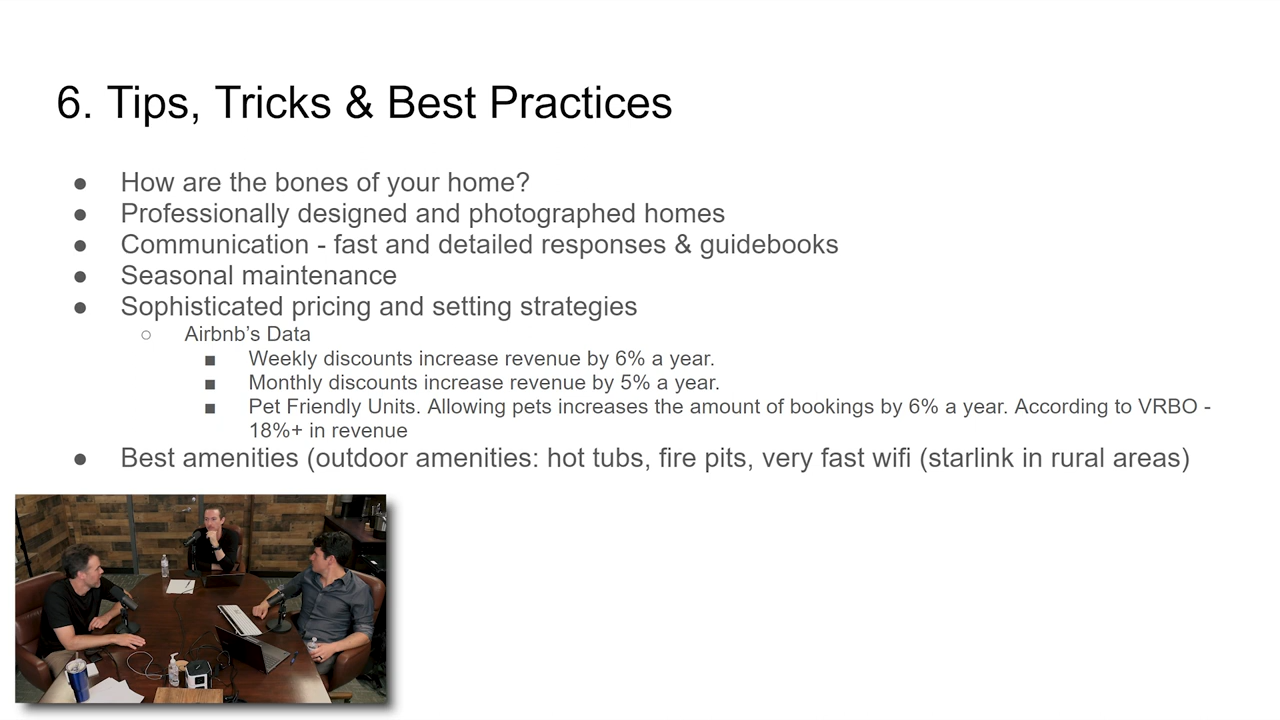 6. Tips, Tricks & Best Practices
● How are the bones of your home?
● Professionally designed and photographed homes
● Communication - fast and detailed responses & guidebooks
● Seasonal maintenance
● Sophisticated pricing and setting strategies
○ Airbnb’s Data
■ Weekly discounts increase revenue by 6% a year.
■ Monthly discounts increase revenue by 5% a year.
■ Pet Friendly Units. Allowing pets increases the amount of bookings by 6% a year. According to VRBO -
18%+ in revenue
● Best amenities (outdoor amenities: hot tubs, fire pits, very fast wifi (starlink in rural areas)